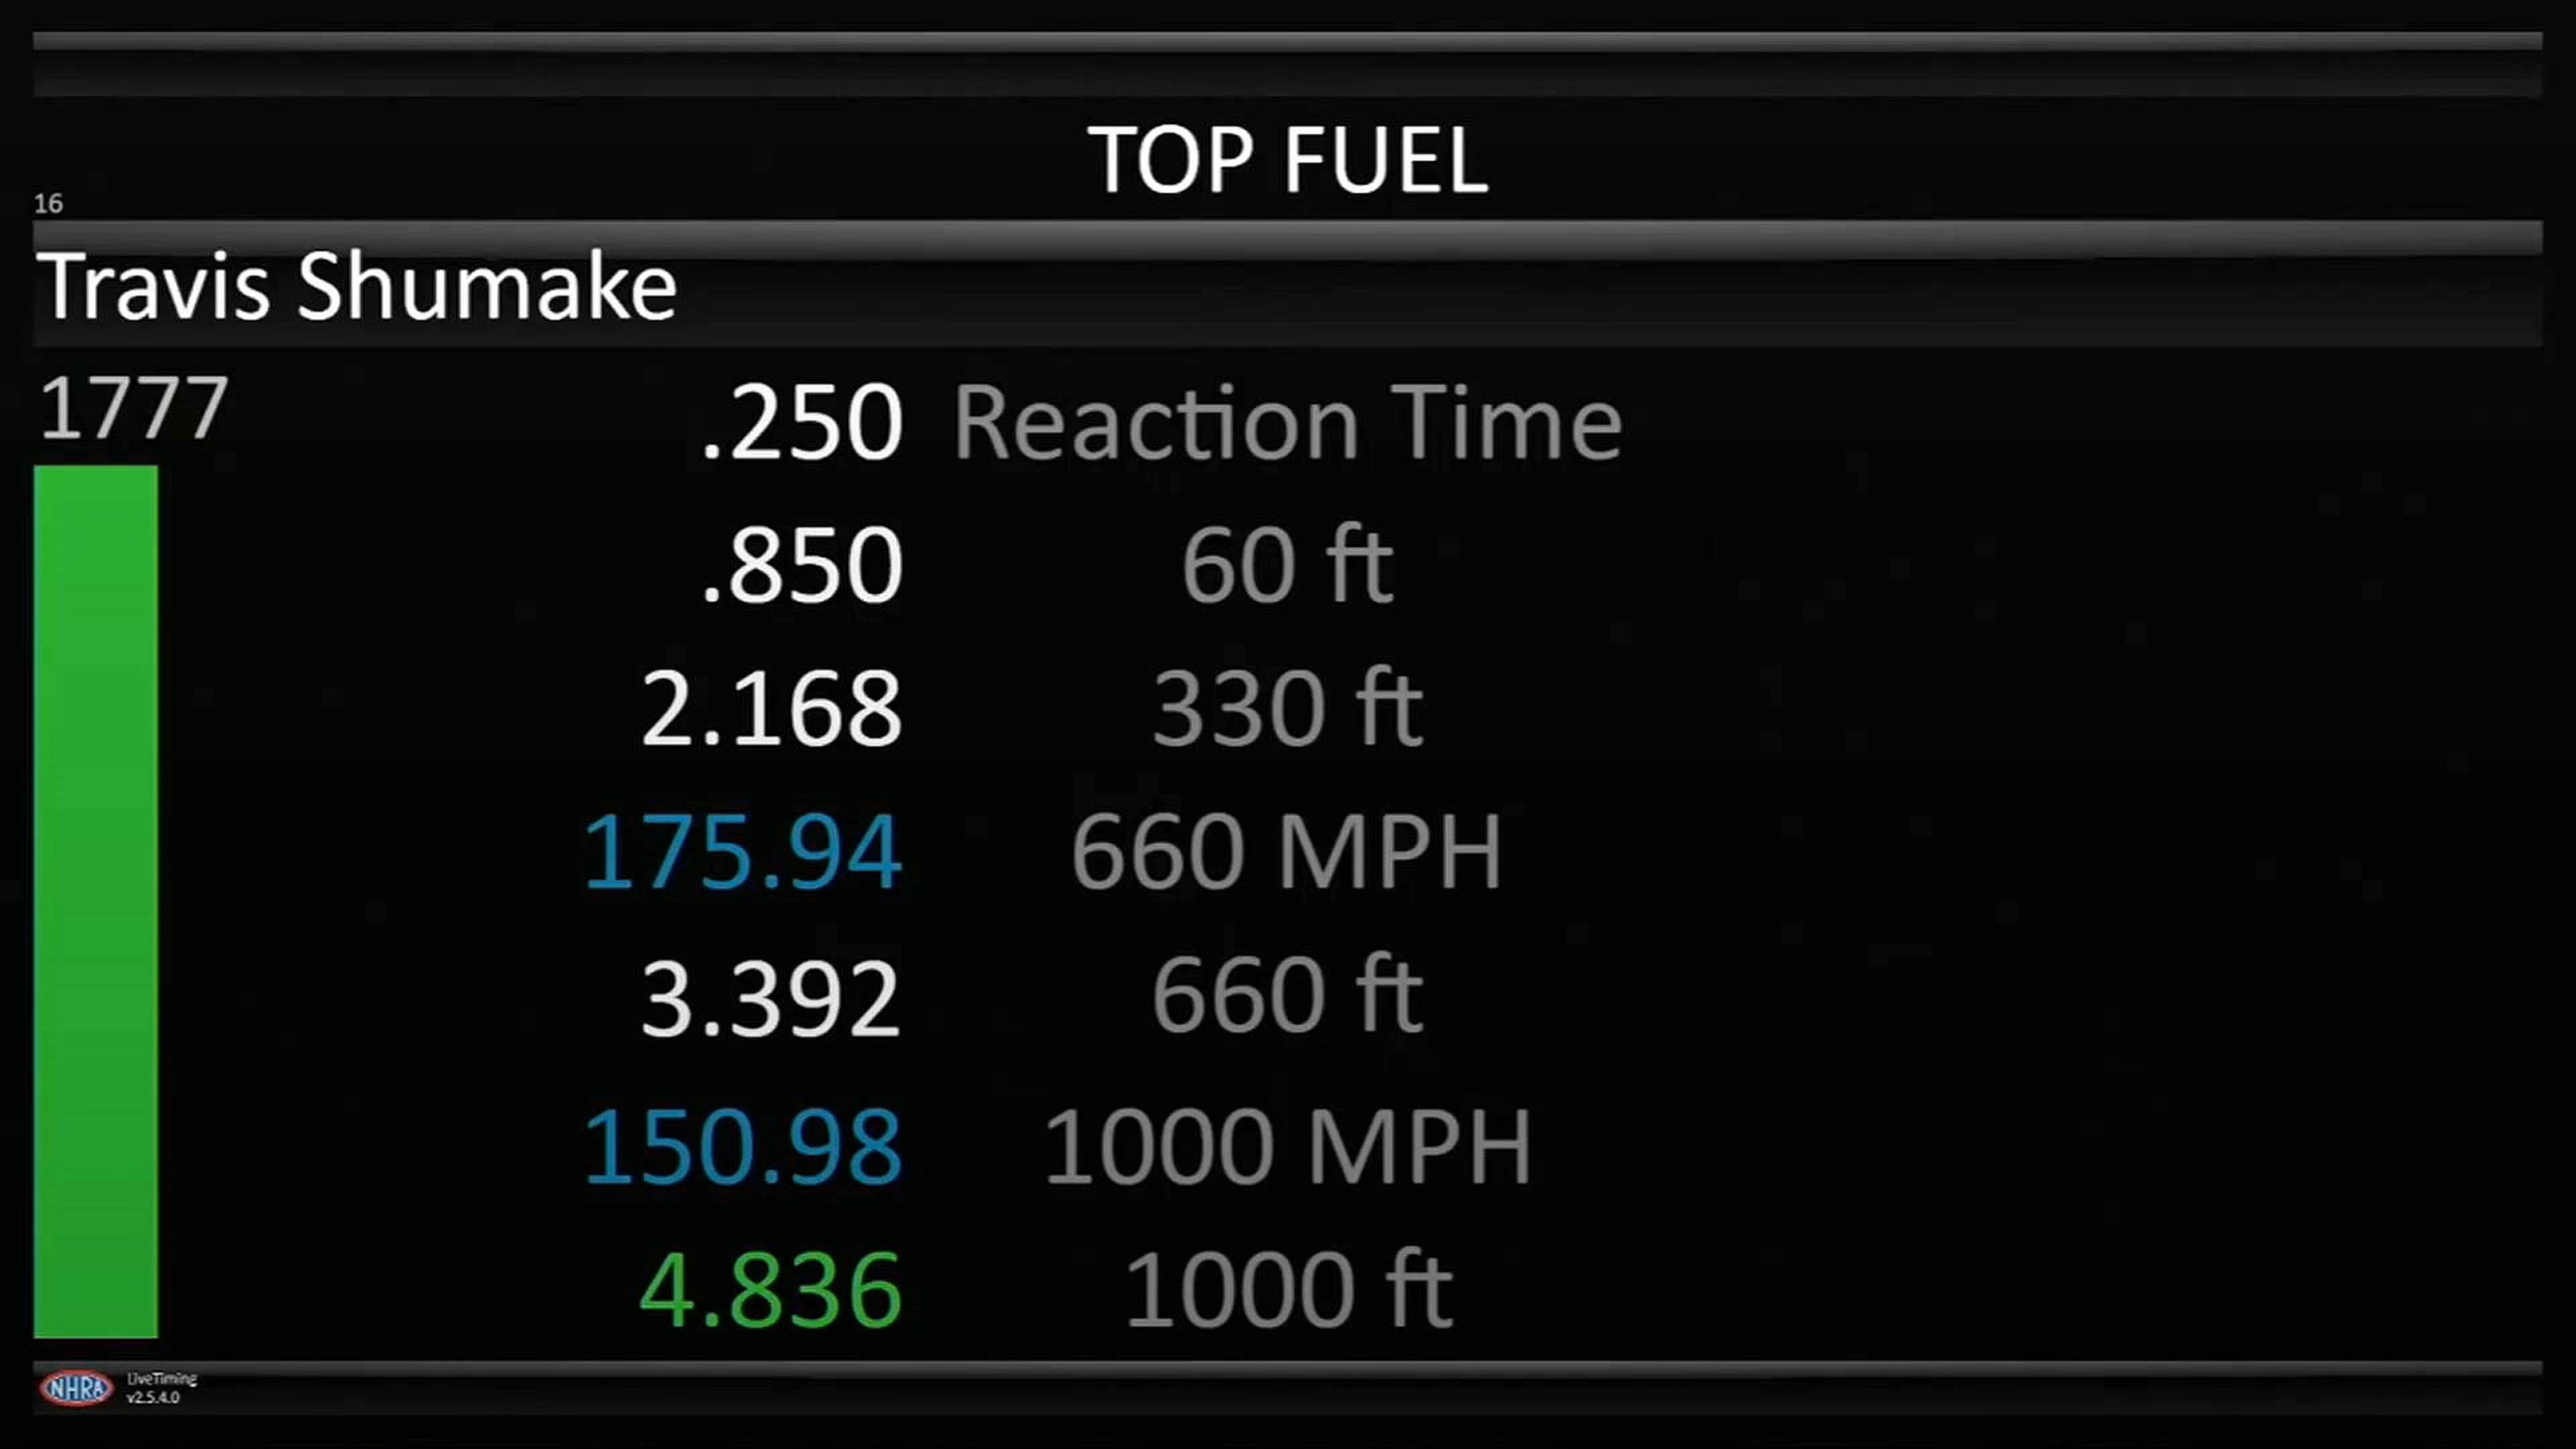 TOP FUEL
16
Travis Shumake
1777
.250 Reaction Time
.850 60 ft
2.168 330 ft
175.94 660 MPH
3.392 660 ft
150.98 1000 MPH
4.836 1000 ft
NHRA LiveTiming
v2.5.4.0